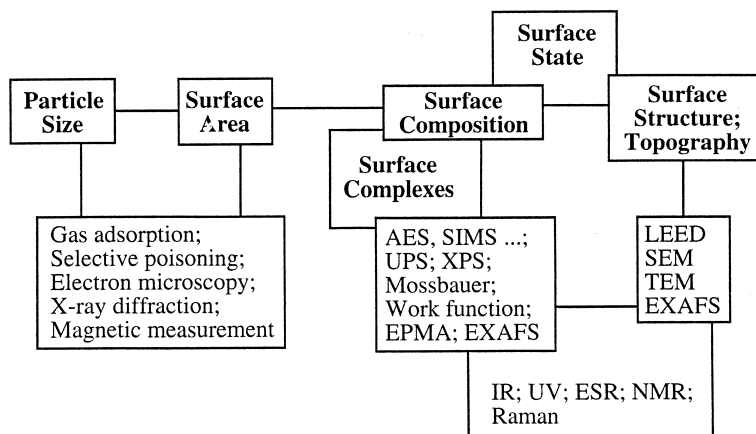 Surface
State
Particle
Size
Surface
Area
Surface
Composition
Surface
Structure;
Topography
Surface
Complexes
Gas adsorption;
Selective poisoning;
Electron microscopy;
X-ray diffraction;
Magnetic measurement
AES, SIMS ...;
UPS; XPS;
Mossbauer;
Work function;
EPMA; EXAFS
LEED
SEM
TEM
EXAFS
IR; UV; ESR; NMR;
Raman